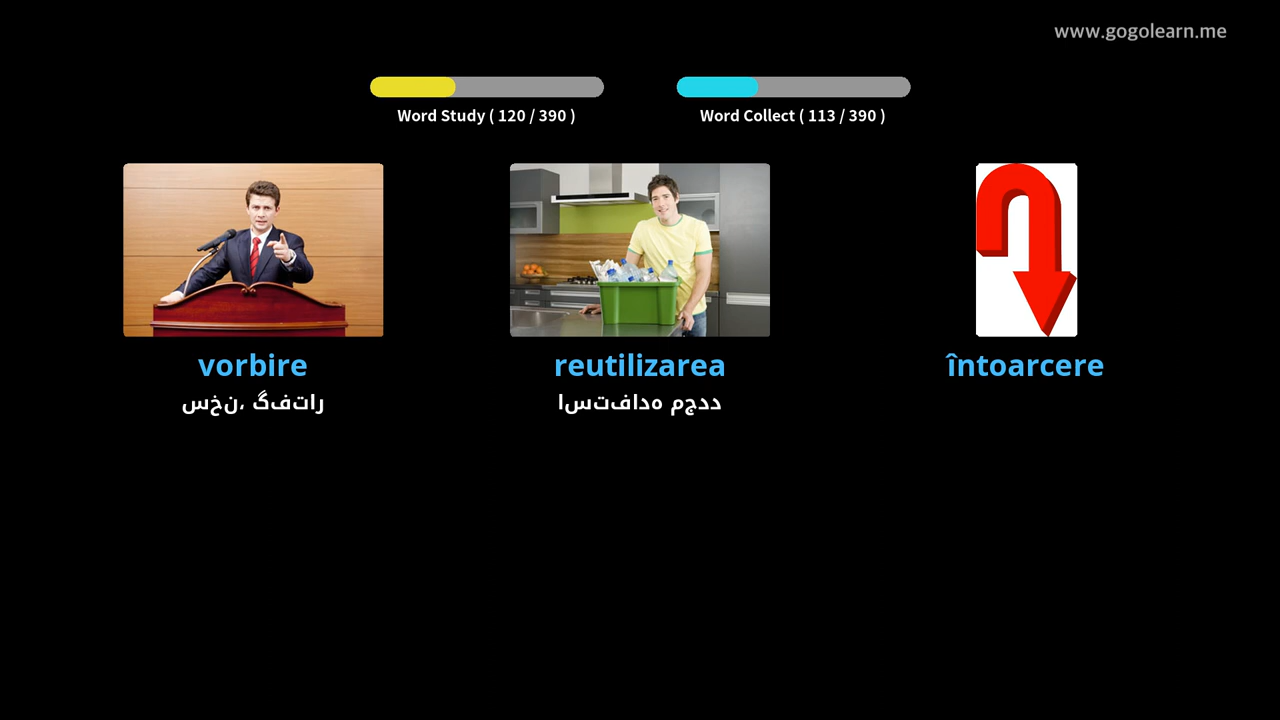 www.gogolearn.me
Word Study ( 120 / 390 )
Word Collect ( 113 / 390 )
vorbire
reutilizarea
întoarcere
سخن، گفتار
استفاده مجدد